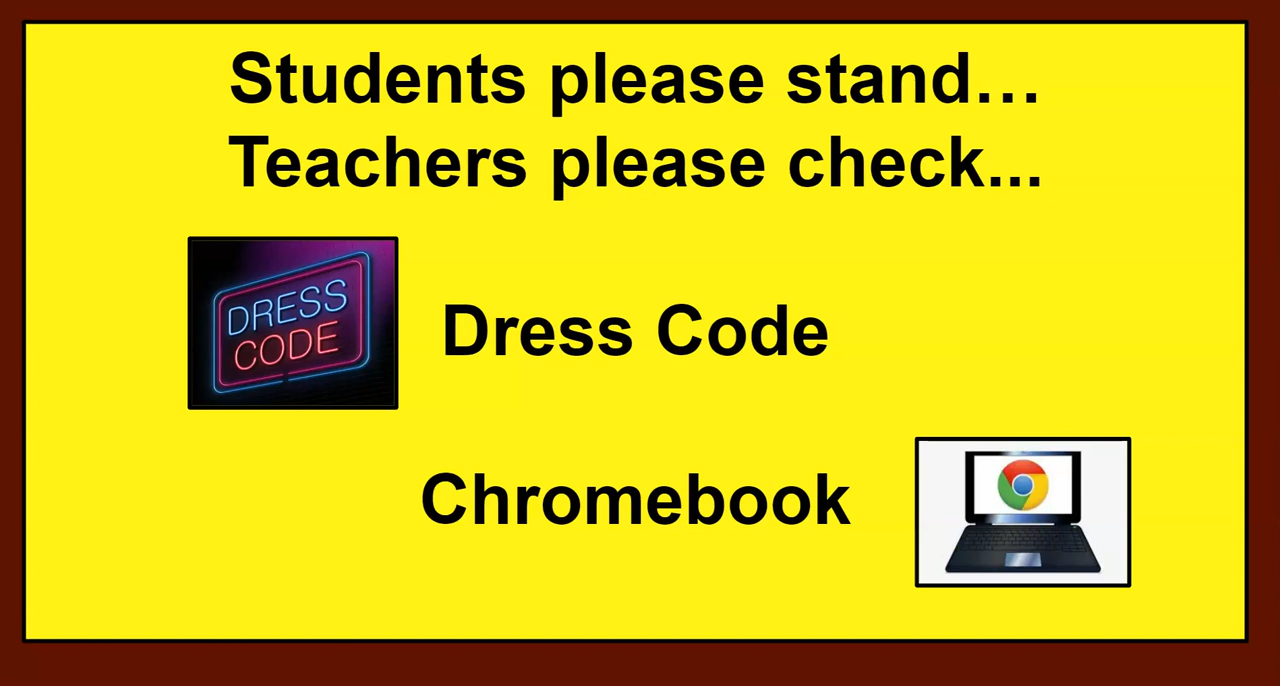 Students please stand…
Teachers please check...
DRESS
CODE
Dress Code
Chromebook